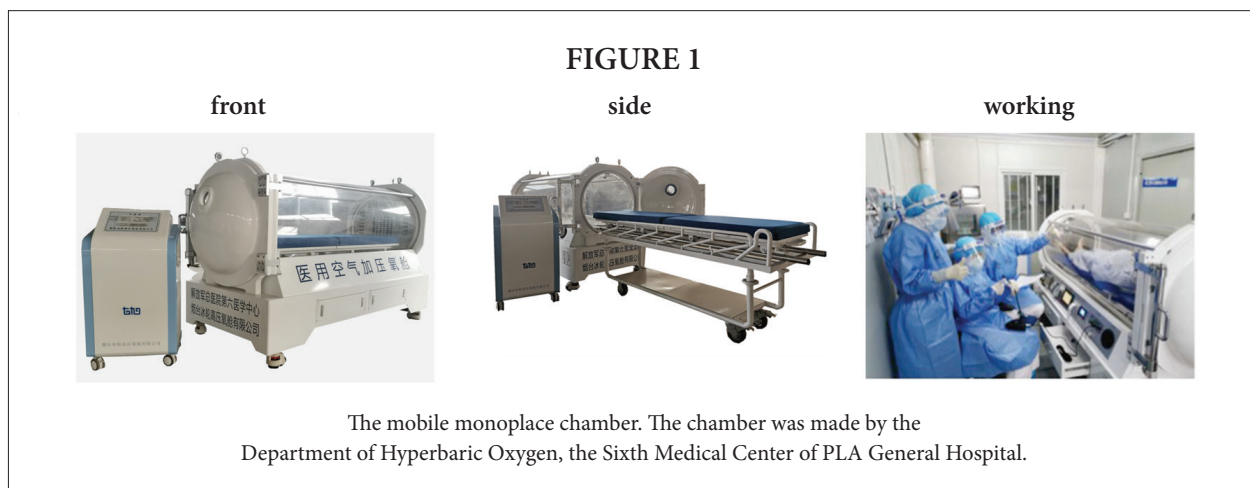 FIGURE 1
front
side
working
医用空气加压氧舱
解放军总医院第六医学中心
烟台冰轮高压氧舱有限公司
The mobile monoplace chamber. The chamber was made by the
Department of Hyperbaric Oxygen, the Sixth Medical Center of PLA General Hospital.